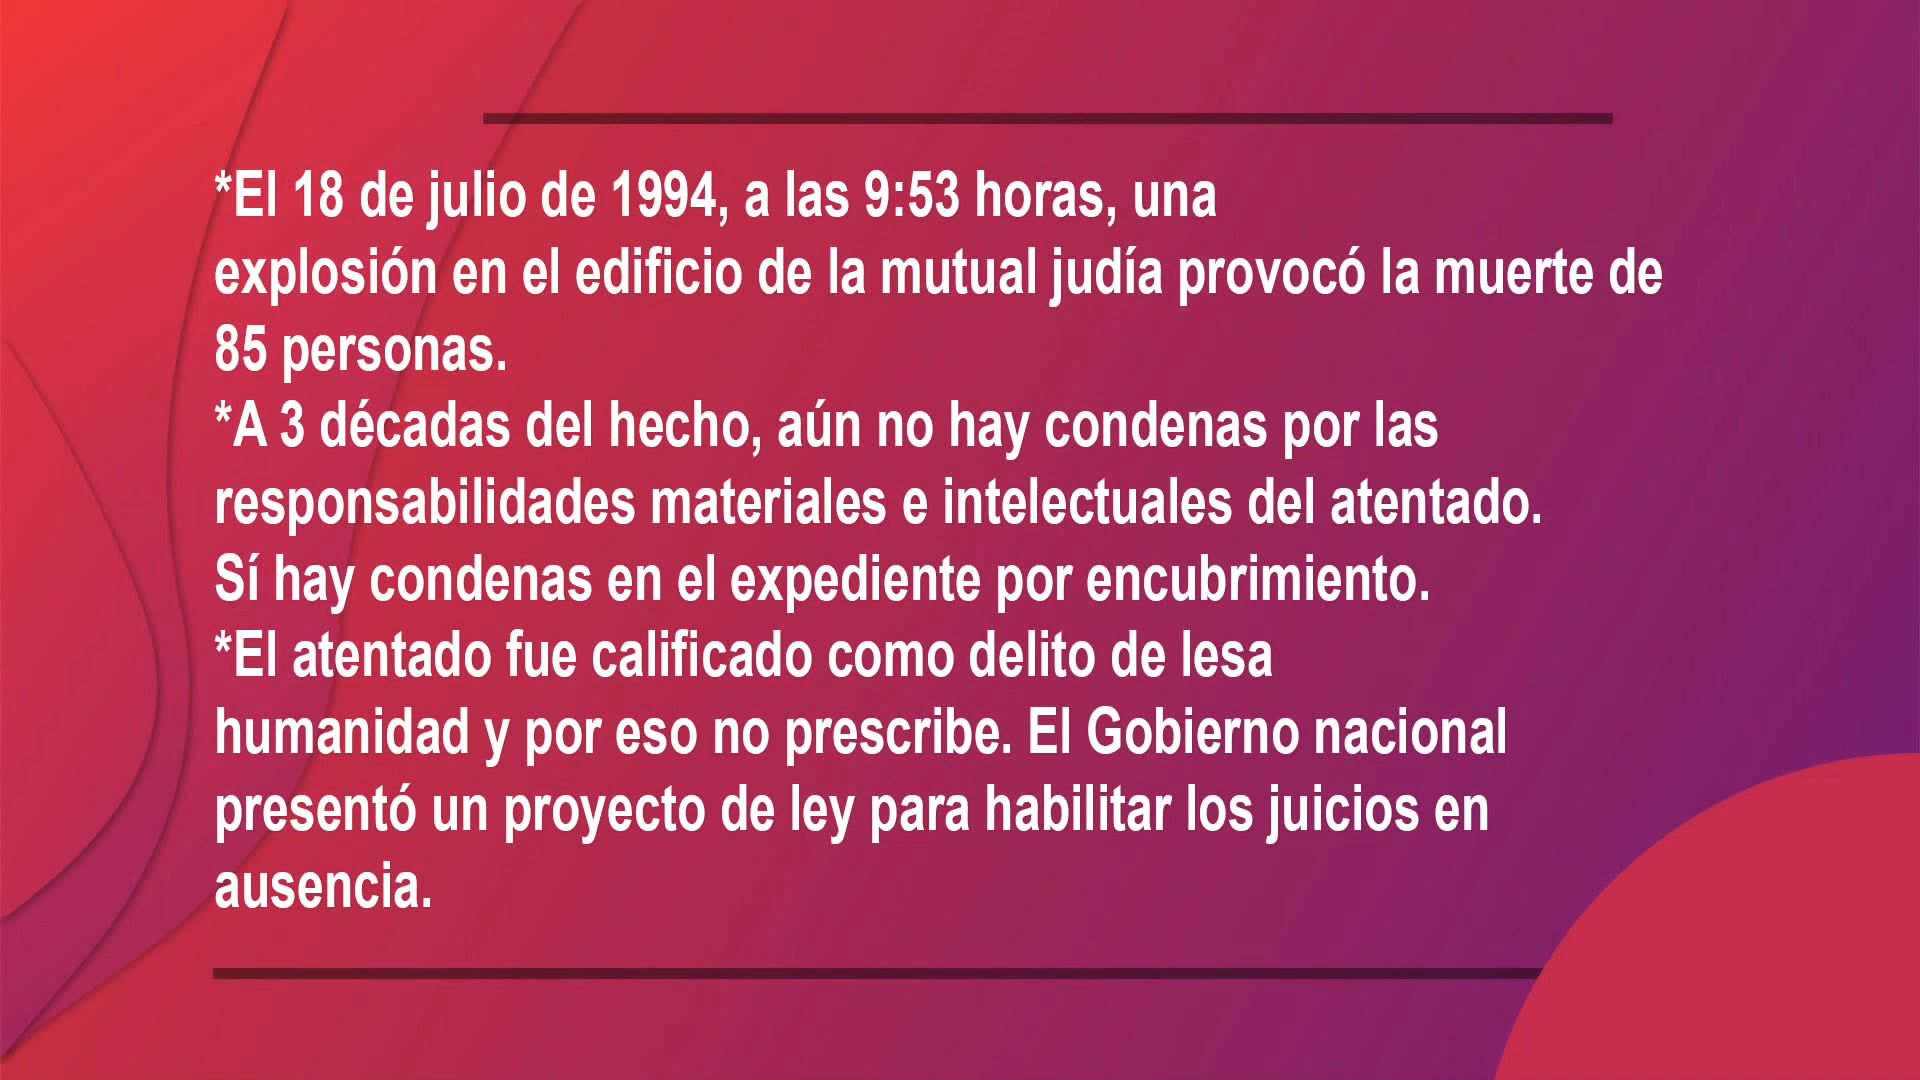 *El 18 de julio de 1994, a las 9:53 horas, una
explosión en el edificio de la mutual judía provocó la muerte de
85 personas.
*A 3 décadas del hecho, aún no hay condenas por las
responsabilidades materiales e intelectuales del atentado.
Sí hay condenas en el expediente por encubrimiento.
*El atentado fue calificado como delito de lesa
humanidad y por eso no prescribe. El Gobierno nacional
presentó un proyecto de ley para habilitar los juicios en
ausencia.